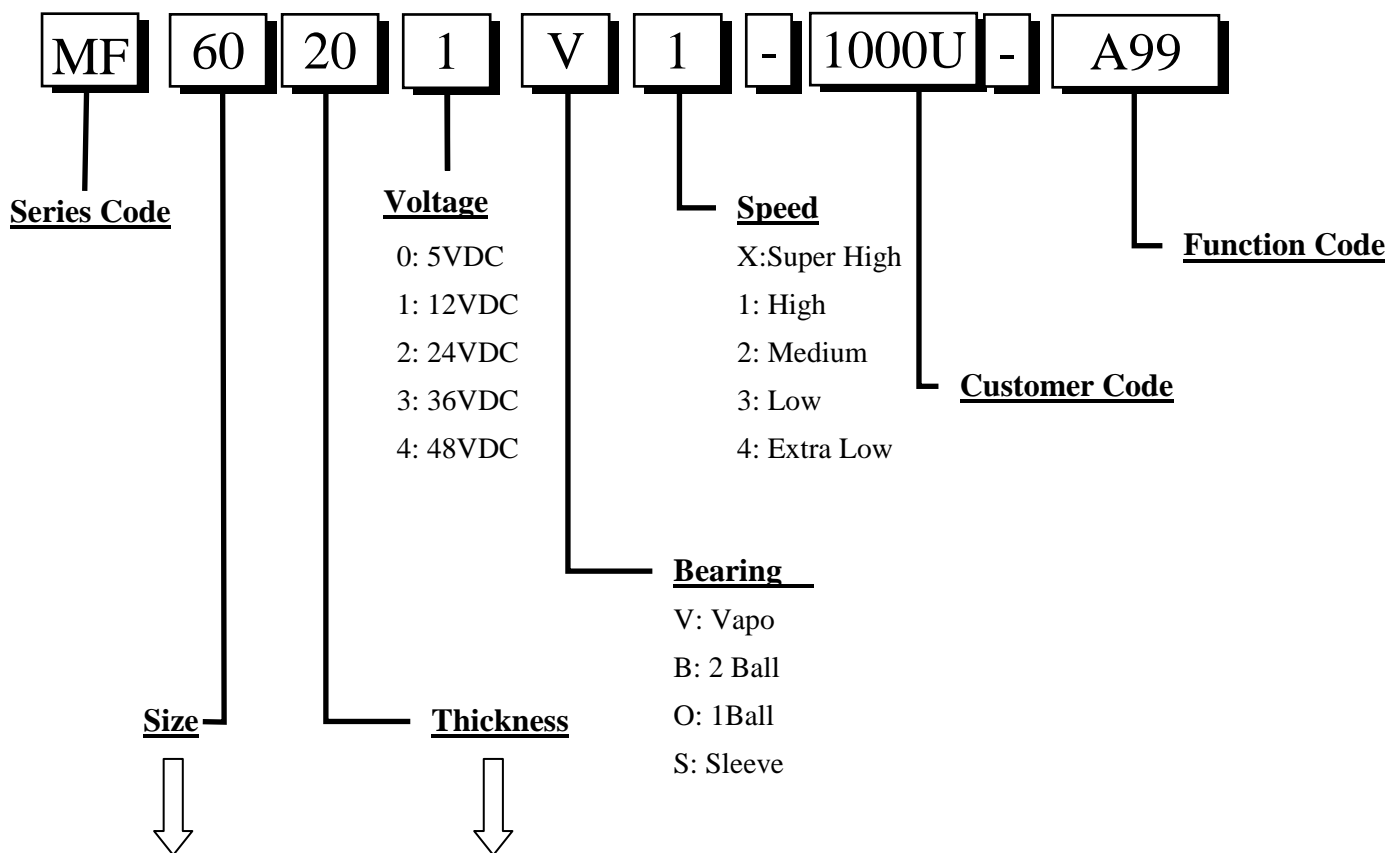 MF 60 20 1 V 1 - 1000U - A99
Series Code
Voltage
0: 5VDC
1: 12VDC
2: 24VDC
3: 36VDC
4: 48VDC
Speed
X:Super High
1: High
2: Medium
3: Low
4: Extra Low
Function Code
Customer Code
Bearing
V: Vapo
B: 2 Ball
O: 1Ball
S: Sleeve
Size
Thickness